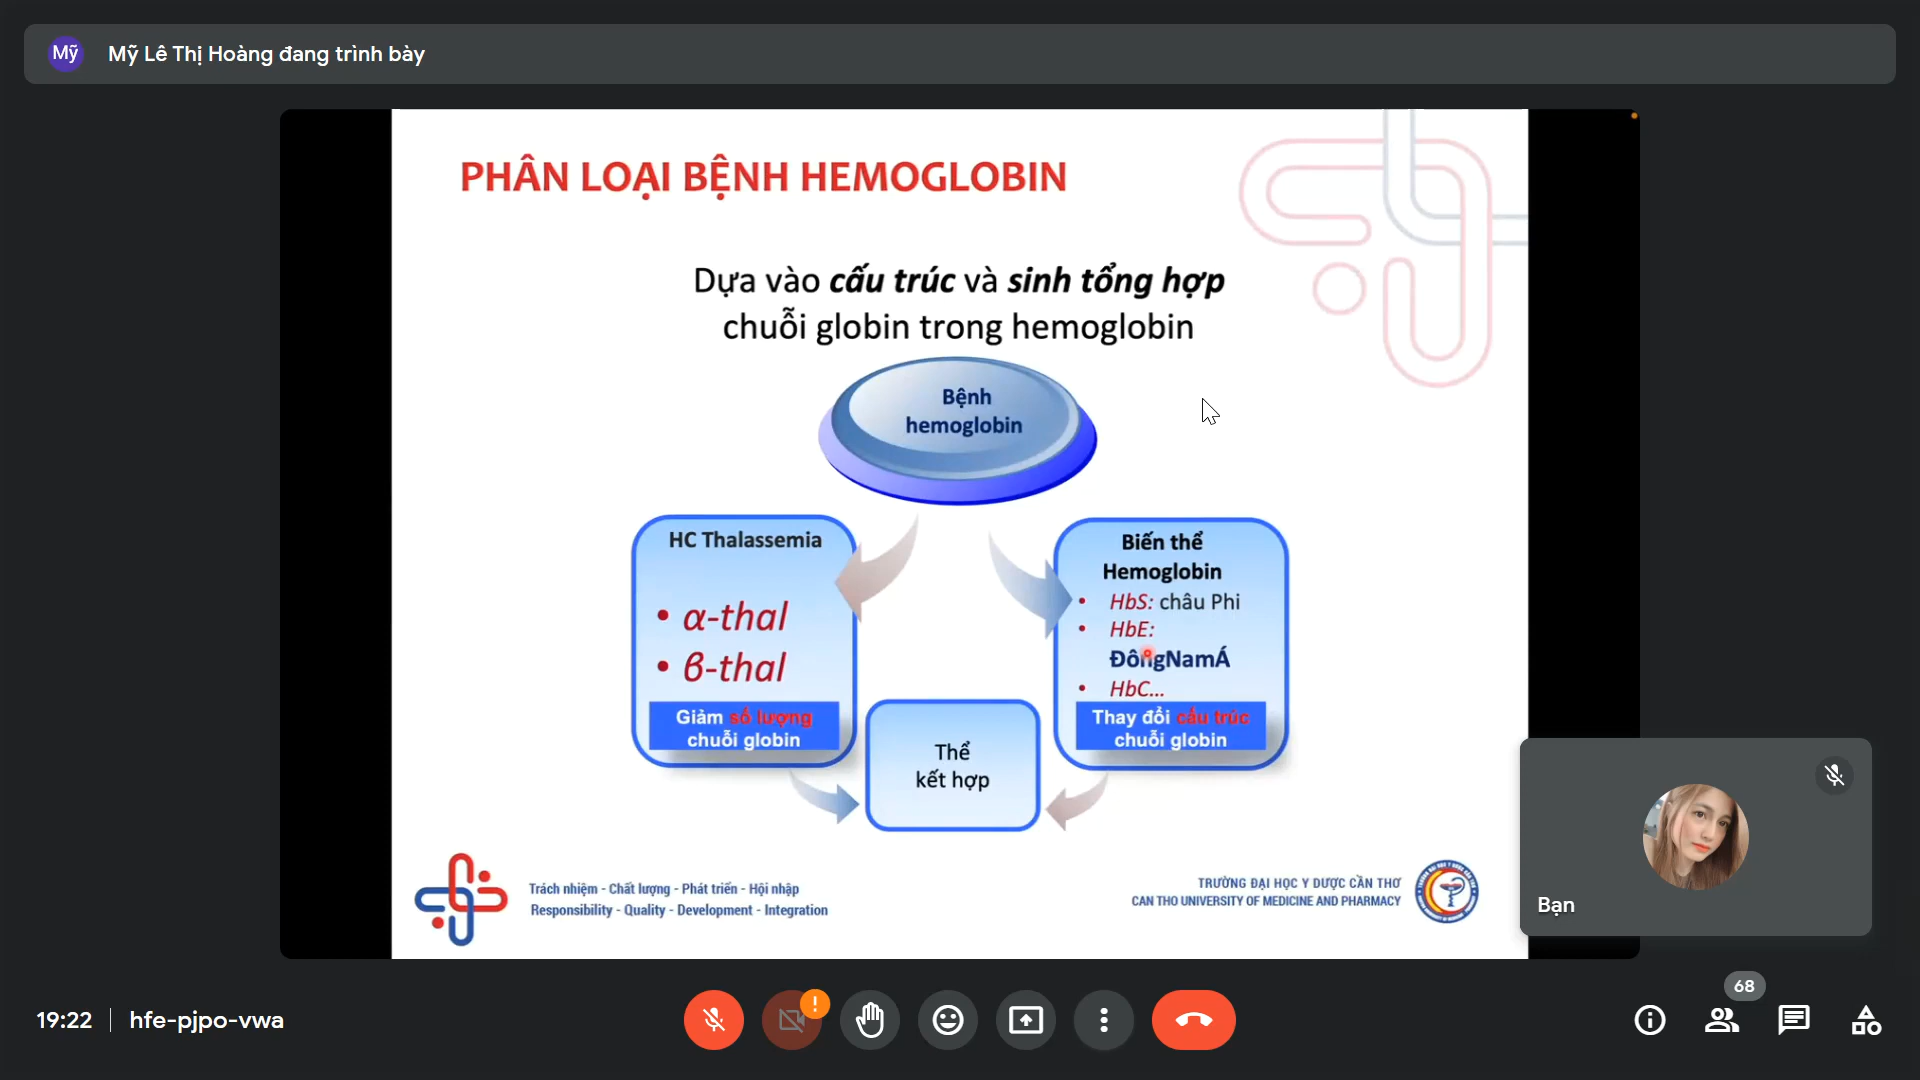 Mỹ
Mỹ Lê Thị Hoàng đang trình bày
PHÂN LOẠI BỆNH HEMOGLOBIN
Dựa vào cấu trúc và sinh tổng hợp
chuỗi globin trong hemoglobin
Bệnh
hemoglobin
HC Thalassemia
• α-thal
• β-thal
Giảm số lượng
chuỗi globin
Biến thể
Hemoglobin
• HbS: châu Phi
• HbE:
ĐôngNamÁ
• HbC...
Thay đổi cấu trúc
chuỗi globin
Thể
kết hợp
Trách nhiệm - Chất lượng - Phát triển - Hội nhập
Responsibility - Quality - Development - Integration
TRƯỜNG ĐẠI HỌC Y DƯỢC CẦN THƠ
CAN THO UNIVERSITY OF MEDICINE AND PHARMACY
Bạn
68
19:22
hfe-pjpo-vwa